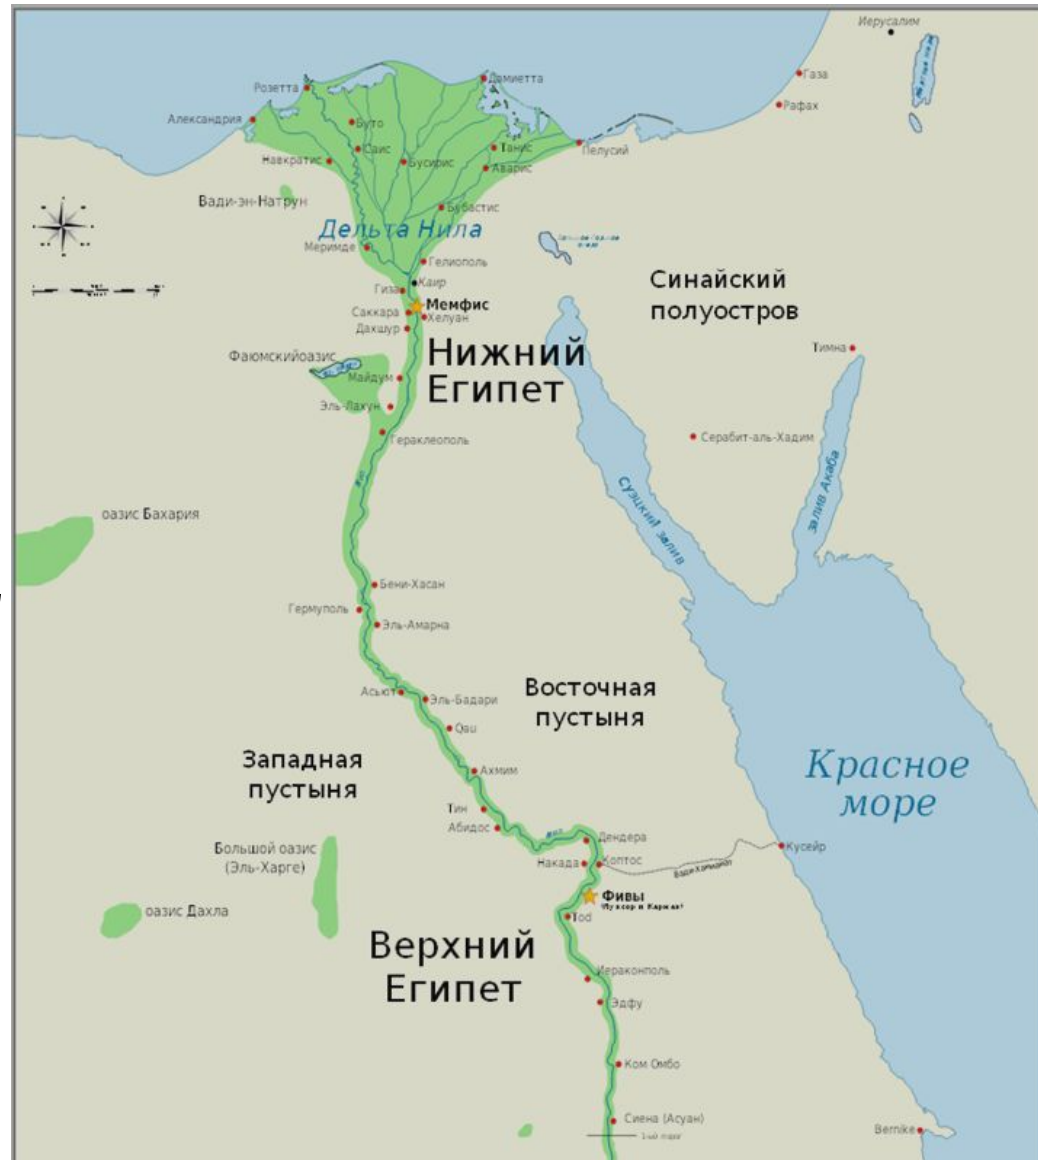 Иерусалим
Газа
Рафах
Дамиетта
Розетта
Александрия
Буто
Саис
Навкратис
Бусирис
Танис
Аварис
Пелусий
Вади-эн-Натрун
Бубастис
Дельта Нила
Меримде
Гелиополь
Каир
Гиза
Мемфис
Саккара
Хелуан
Дахшур
Синайский
полуостров
Тимна
Нижний
Египет
Фаюмскийоазис
Майдум
Эль-Лахун
Гераклеополь
Серабит-аль-Хадим
Суэцкий залив
залив Акаба
оазис Бахария
Бени-Хасан
Гермуполь
Эль-Амарна
Асьют
Эль-Бадари
Qau
Восточная
пустыня
Западная
пустыня
Ахмим
Тин
Абидос
Красное
море
Дендера
Накада
Коптос
Кусейр
Большой оазис
(Эль-Харге)
Фивы
оазис Дахла
Tod
Верхний
Египет
Иераконполь
Эдфу
Ком Омбо
Сиена (Асуан)
Bernike